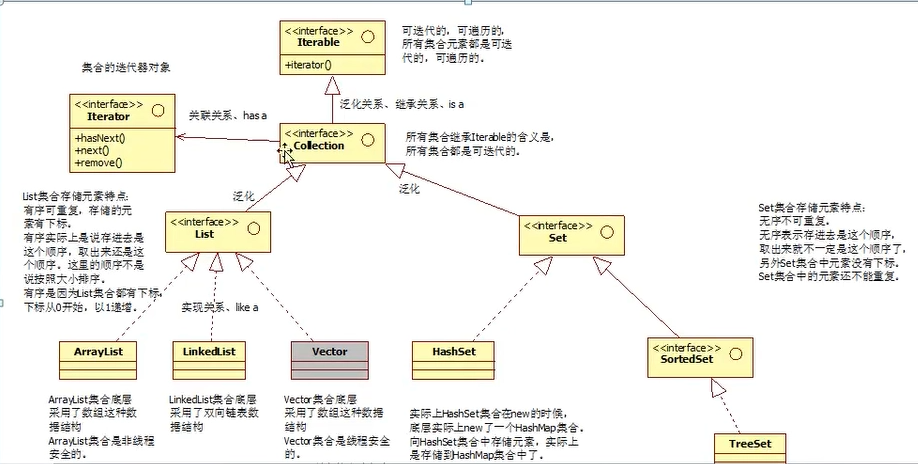 <<interface>>
Iterable
+iterator()
可迭代的，可遍历的，
所有集合元素都是可迭
代的，可遍历的。
集合的迭代器对象
<<interface>>
Iterator
+hasNext()
+next()
+remove()
关联关系、has a
泛化关系、继承关系、is a
<<interface>>
Collection
所有集合继承Iterable的含义是，
所有集合都是可迭代的。
泛化
泛化
List集合存储元素特点:
有序可重复，存储的元
素有下标。
有序实际上是说存进去是
这个顺序，取出来还是这
个顺序。这里的顺序不是
说按照大小排序。
有序是因为List集合都有下标，
下标从0开始，以1递增。
<<interface>>
List
<<interface>>
Set
Set集合存储元素特点：
无序不可重复。
无序表示存进去是这个顺序，
取出来就不一定是这个顺序了，
另外Set集合中元素没有下标。
Set集合中的元素还不能重复。
实现关系、like a
ArrayList
LinkedList
Vector
HashSet
<<interface>>
SortedSet
ArrayList集合底层
采用了数组这种数
据结构
ArrayList集合是非线程
安全的。
LinkedList集合底层
采用了双向链表数
据结构
Vector集合底层
采用了数组这种数据
结构
Vector集合是线程安全
的。
实际上HashSet集合在new的时候，
底层实际上new了一个HashMap集合。
向HashSet集合中存储元素，实际上
是存储到HashMap集合中了。
TreeSet